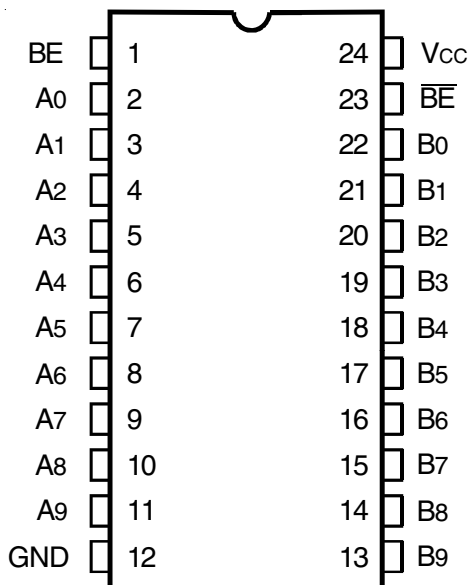 BE 1 24 VCC
A0 2 23 B̅E̅
A1 3 22 B0
A2 4 21 B1
A3 5 20 B2
A4 6 19 B3
A5 7 18 B4
A6 8 17 B5
A7 9 16 B6
A8 10 15 B7
A9 11 14 B8
GND 12 13 B9